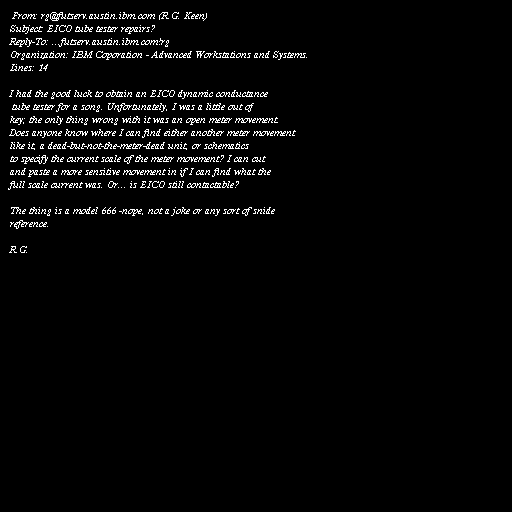 From: rg@futserv.austin.ibm.com (R.G. Keen)
Subject: EICO tube tester repairs?
Reply-To: ...futserv.austin.ibm.com!rg
Organization: IBM Coporation - Advanced Workstations and Systems.
Lines: 14

I had the good luck to obtain an EICO dynamic conductance
tube tester for a song. Unfortunately, I was a little out of
key; the only thing wrong with it was an open meter movement.
Does anyone know where I can find either another meter movement
like it, a dead-but-not-the-meter-dead unit, or schematics
to specify the current scale of the meter movement? I can cut
and paste a more sensitive movement in if I can find what the
full scale current was. Or... is EICO still contactable?

The thing is a model 666 -nope, not a joke or any sort of snide
reference.

R.G.